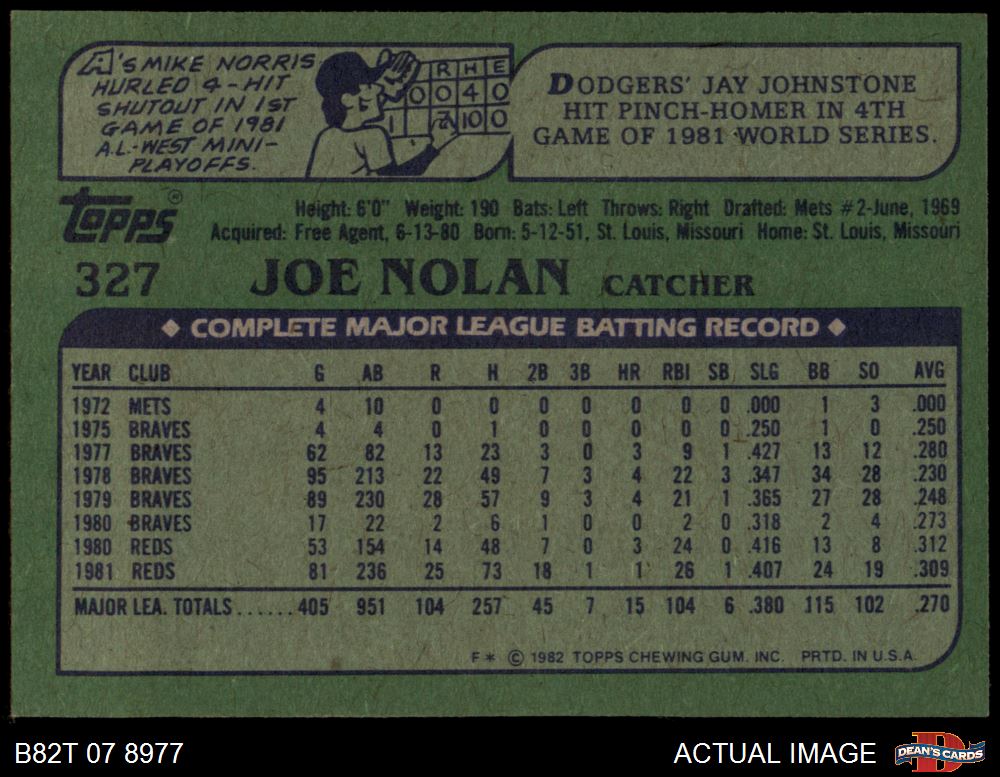 A'S MIKE NORRIS
HURLED 4-HIT
SHUTOUT IN 1ST
GAME OF 1981
A.L.-WEST MINI-
PLAYOFFS.
R H E
0 0 4 0
10 0
DODGERS' JAY JOHNSTONE
HIT PINCH-HOMER IN 4TH
GAME OF 1981 WORLD SERIES.
TOPPS®
Height: 6'0" Weight: 190 Bats: Left Throws: Right Drafted: Mets #2-June, 1969
Acquired: Free Agent, 6-13-80 Born: 5-12-51, St. Louis, Missouri Home: St. Louis, Missouri
327 JOE NOLAN CATCHER
◆ COMPLETE MAJOR LEAGUE BATTING RECORD ◆
YEAR CLUB G AB R H 2B 3B HR RBI SB SLG BB SO AVG
1972 METS 4 10 0 0 0 0 0 0 0 .000 1 3 .000
1975 BRAVES 4 4 0 1 0 0 0 0 0 .250 1 0 .250
1977 BRAVES 62 82 13 23 3 0 3 9 1 .427 13 12 .280
1978 BRAVES 95 213 22 49 7 3 4 22 3 .347 34 28 .230
1979 BRAVES 89 230 28 57 9 3 4 21 1 .365 27 28 .248
1980 BRAVES 17 22 2 6 1 0 0 2 0 .318 2 4 .273
1980 REDS 53 154 14 48 7 0 3 24 0 .416 13 8 .312
1981 REDS 81 236 25 73 18 1 1 26 1 .407 24 19 .309
MAJOR LEA. TOTALS......405 951 104 257 45 7 15 104 6 .380 115 102 .270
F* © 1982 TOPPS CHEWING GUM. INC. PRTD. IN U.S.A.
B82T 07 8977
ACTUAL IMAGE
D
DEAN'S CARDS